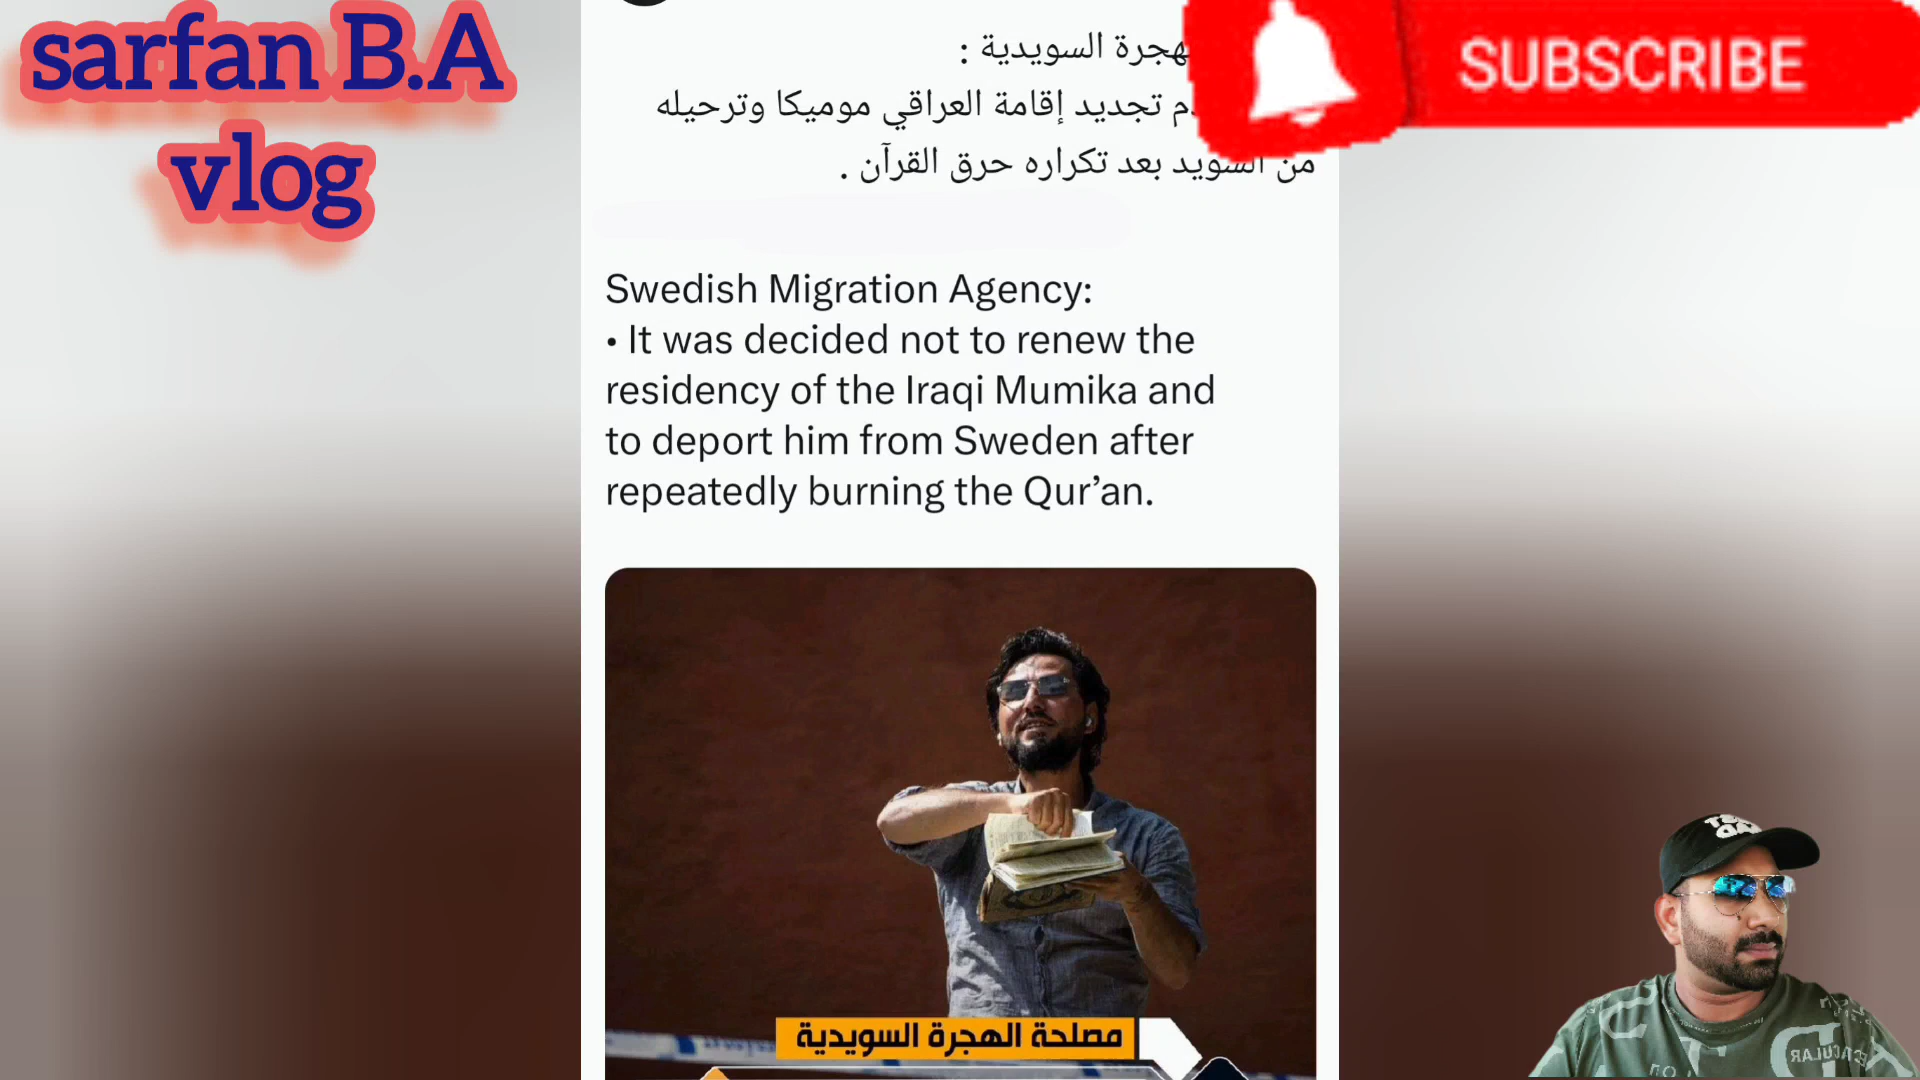 sarfan B.A
vlog
SUBSCRIBE
السويدية :
تجديد إقامة العراقي موميكا وترحيله
من السويد بعد تكراره حرق القرآن .
Swedish Migration Agency:
• It was decided not to renew the
residency of the Iraqi Mumika and
to deport him from Sweden after
repeatedly burning the Qur’an.
مصلحة الهجرة السويدية